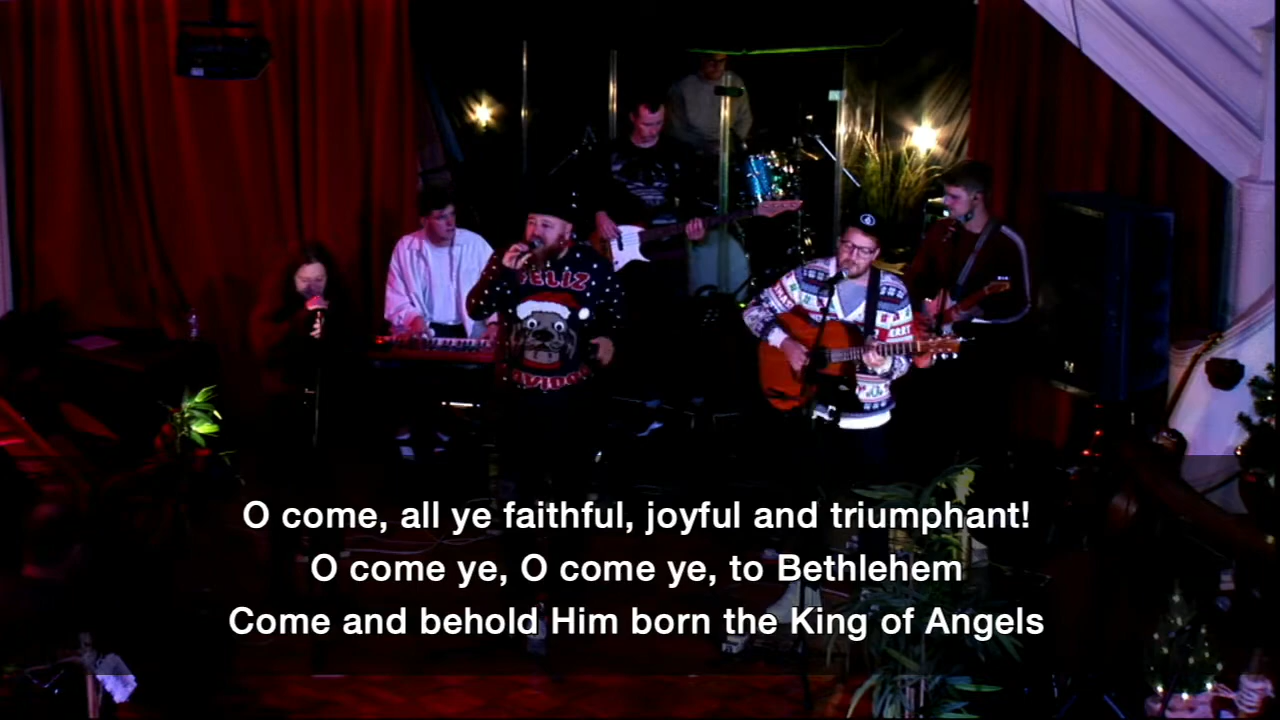 FELIZ
O come, all ye faithful, joyful and triumphant!
O come ye, O come ye, to Bethlehem
Come and behold Him born the King of Angels